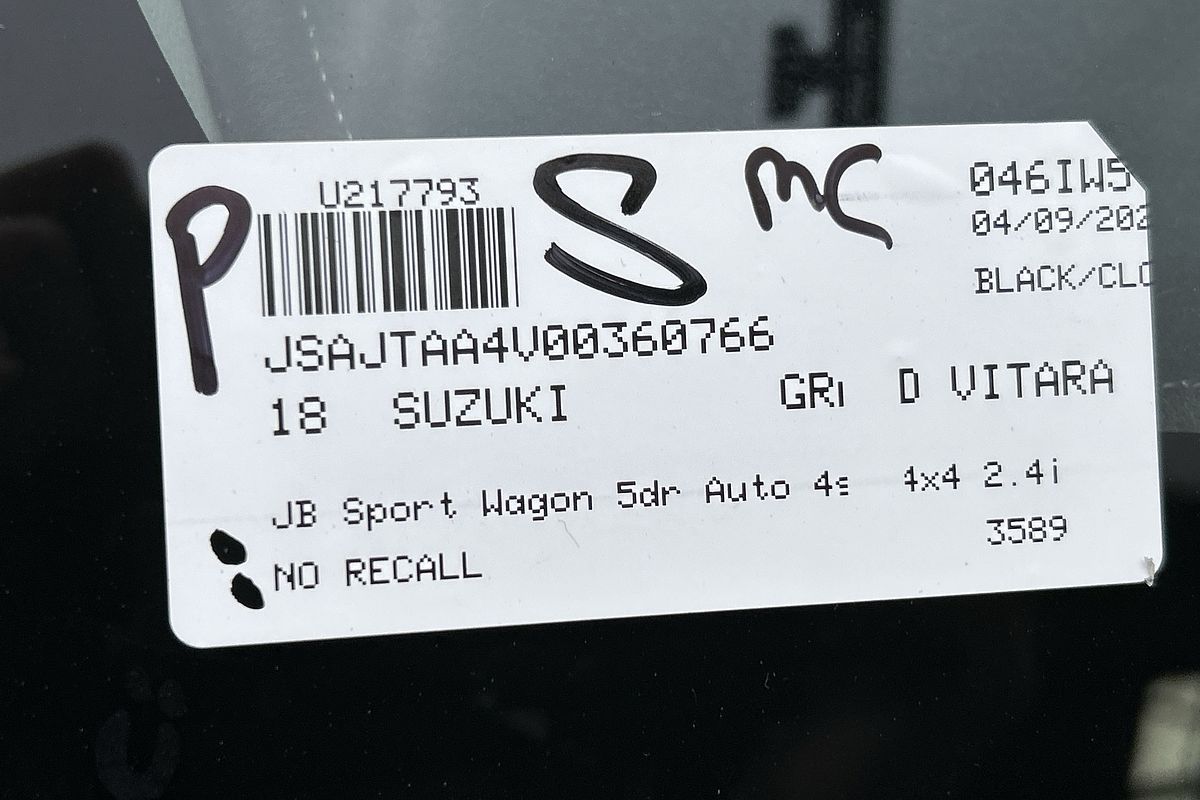 U217793
P
S
mc
046IW5
04/09/202
BLACK/CLO
JSAJTAA4V00360766
18 SUZUKI D VITARA
JB Sport Wagon 5dr Auto 4x4 2.4i
3589
NO RECALL